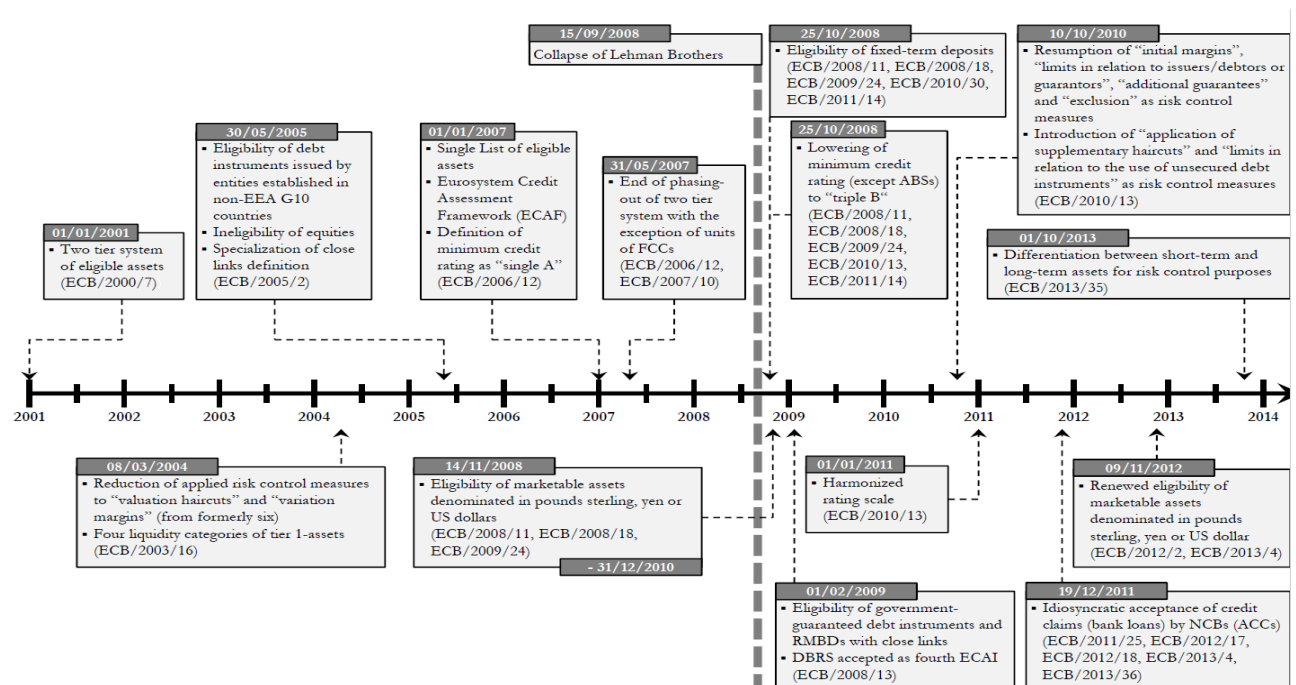 15/09/2008
Collapse of Lehman Brothers
25/10/2008
▪ Eligibility of fixed-term deposits
(ECB/2008/11, ECB/2008/18,
ECB/2009/24, ECB/2010/30,
ECB/2011/14)
10/10/2010
▪ Resumption of “initial margins”,
“limits in relation to issuers/debtors or
guarantors”, “additional guarantees”
and “exclusion” as risk control
measures
▪ Introduction of “application of
supplementary haircuts” and “limits
in relation to the use of unsecured debt
instruments” as risk control measures
(ECB/2010/13)
01/01/2001
▪ Two tier system
of eligible assets
(ECB/2000/7)
30/05/2005
▪ Eligibility of debt
instruments issued by
entities established in
non-EEA G10
countries
▪ Ineligibility of equities
▪ Specialization of close
links definition
(ECB/2005/2)
01/01/2007
▪ Single List of eligible
assets
▪ Eurosystem Credit
Assessment
Framework (ECAF)
▪ Definition of
minimum credit
rating as “single A”
(ECB/2006/12)
31/05/2007
▪ End of phasing-
out of two tier
system with the
exception of units
of FCCs
(ECB/2006/12,
ECB/2007/10)
25/10/2008
▪ Lowering of
minimum credit
rating (except ABSs)
to “triple B“
(ECB/2008/11,
ECB/2008/18,
ECB/2009/24,
ECB/2010/13,
ECB/2011/14)
01/10/2013
▪ Differentiation between short-term and
long-term assets for risk control purposes
(ECB/2013/35)
2001 2002 2003 2004 2005 2006 2007 2008 2009 2010 2011 2012 2013 2014
08/03/2004
▪ Reduction of applied risk control measures
to “valuation haircuts” and “variation
margins” (from formerly six)
▪ Four liquidity categories of tier 1-assets
(ECB/2003/16)
14/11/2008
▪ Eligibility of marketable assets
denominated in pounds sterling, yen or
US dollars
(ECB/2008/11, ECB/2008/18,
ECB/2009/24)
- 31/12/2010
01/01/2011
▪ Harmonized
rating scale
(ECB/2010/13)
09/11/2012
▪ Renewed eligibility of
marketable assets
denominated in pounds
sterling, yen or US dollar
(ECB/2012/2, ECB/2013/4)
01/02/2009
▪ Eligibility of government-
guaranteed debt instruments and
RMBDs with close links
▪ DBRS accepted as fourth ECAI
(ECB/2008/13)
19/12/2011
▪ Idiosyncratic acceptance of credit
claims (bank loans) by NCBs (ACCs)
(ECB/2011/25, ECB/2012/17,
ECB/2012/18, ECB/2013/4,
ECB/2013/36)